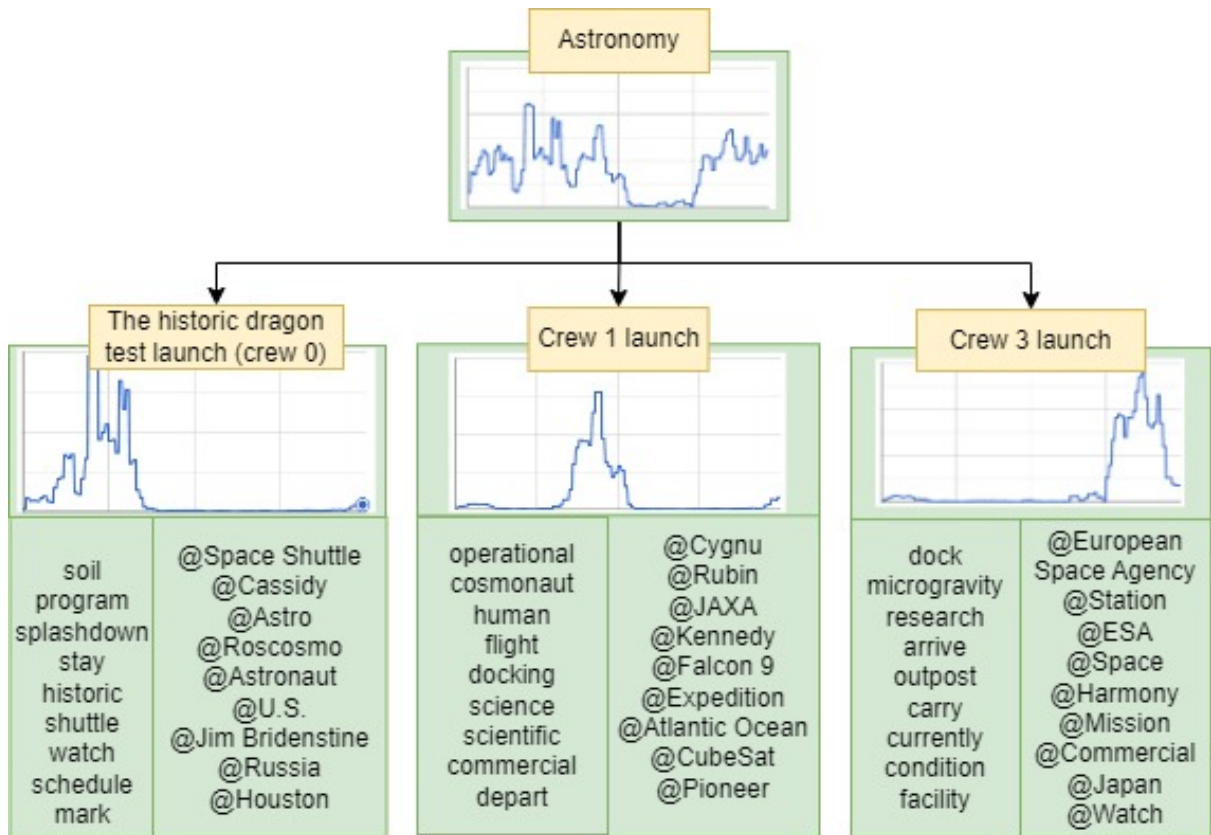 Astronomy
The historic dragon
test launch (crew 0)
Crew 1 launch
Crew 3 launch
soil
program
splashdown
stay
historic
shuttle
watch
schedule
mark
@Space Shuttle
@Cassidy
@Astro
@Roscosmo
@Astronaut
@U.S.
@Jim Bridenstine
@Russia
@Houston
operational
cosmonaut
human
flight
docking
science
scientific
commercial
depart
@Cygnu
@Rubin
@JAXA
@Kennedy
@Falcon 9
@Expedition
@Atlantic Ocean
@CubeSat
@Pioneer
dock
microgravity
research
arrive
outpost
carry
currently
condition
facility
@European
Space Agency
@Station
@ESA
@Space
@Harmony
@Mission
@Commercial
@Japan
@Watch